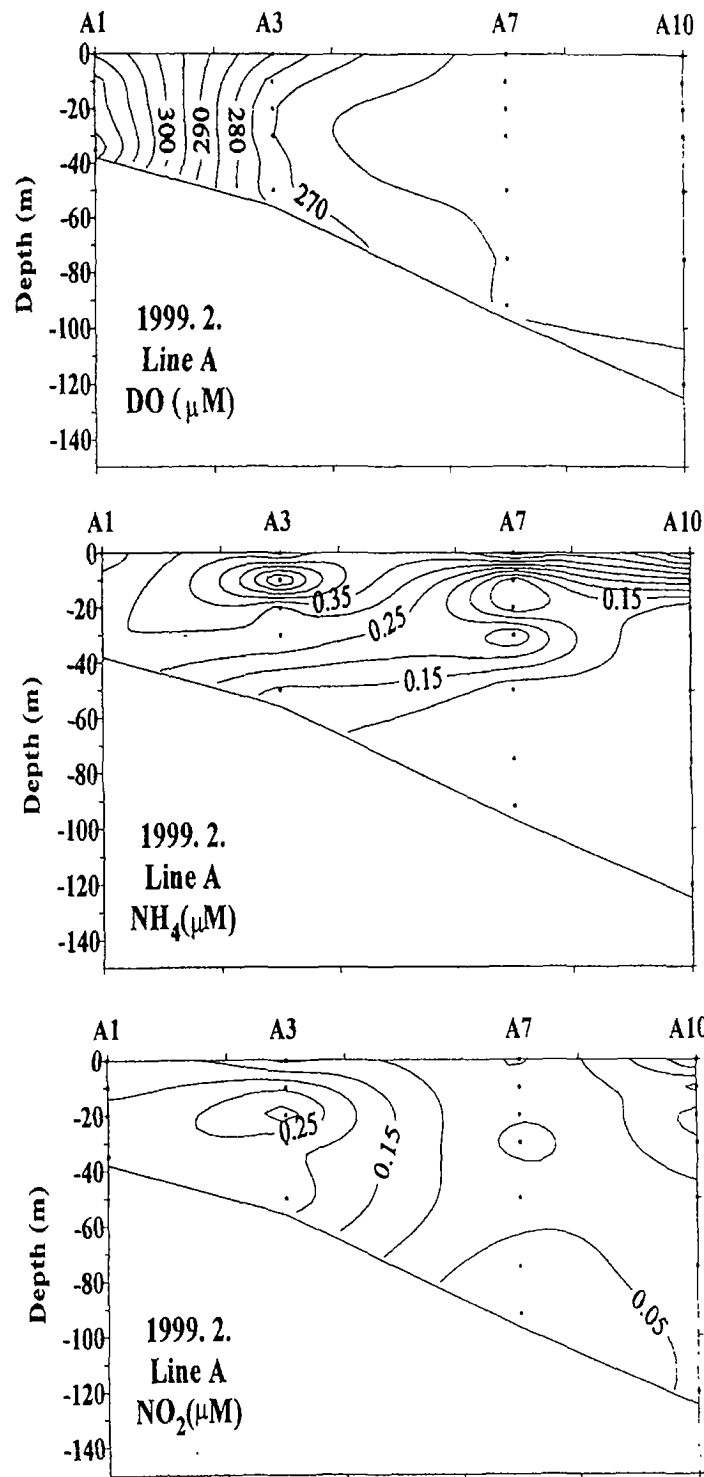 A1 A3 A7 A10
0
-20
-40
-60
-80
-100
-120
-140
Depth (m)
300 290 280
270
1999. 2.
Line A
DO (μM)
A1 A3 A7 A10
0
-20
-40
-60
-80
-100
-120
-140
Depth (m)
0.35
0.25
0.15
0.15
1999. 2.
Line A
NH₄(μM)
A1 A3 A7 A10
0
-20
-40
-60
-80
-100
-120
-140
Depth (m)
0.25
0.15
0.05
1999. 2.
Line A
NO₂(μM)